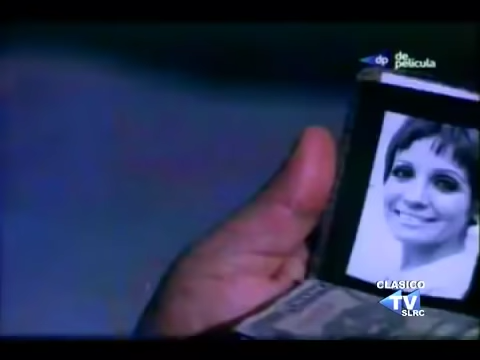 dp de
película
CLASICO
TV
SLRC